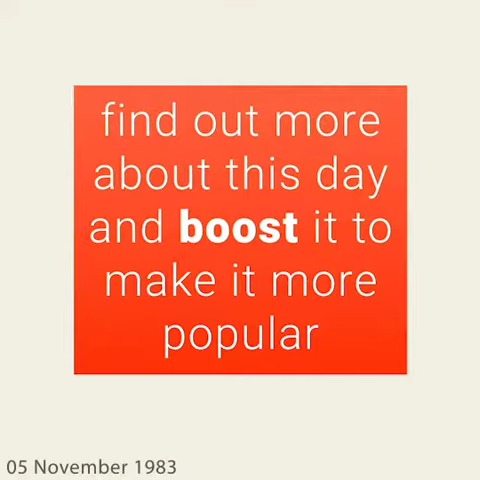 find out more
about this day
and boost it to
make it more
popular
05 November 1983